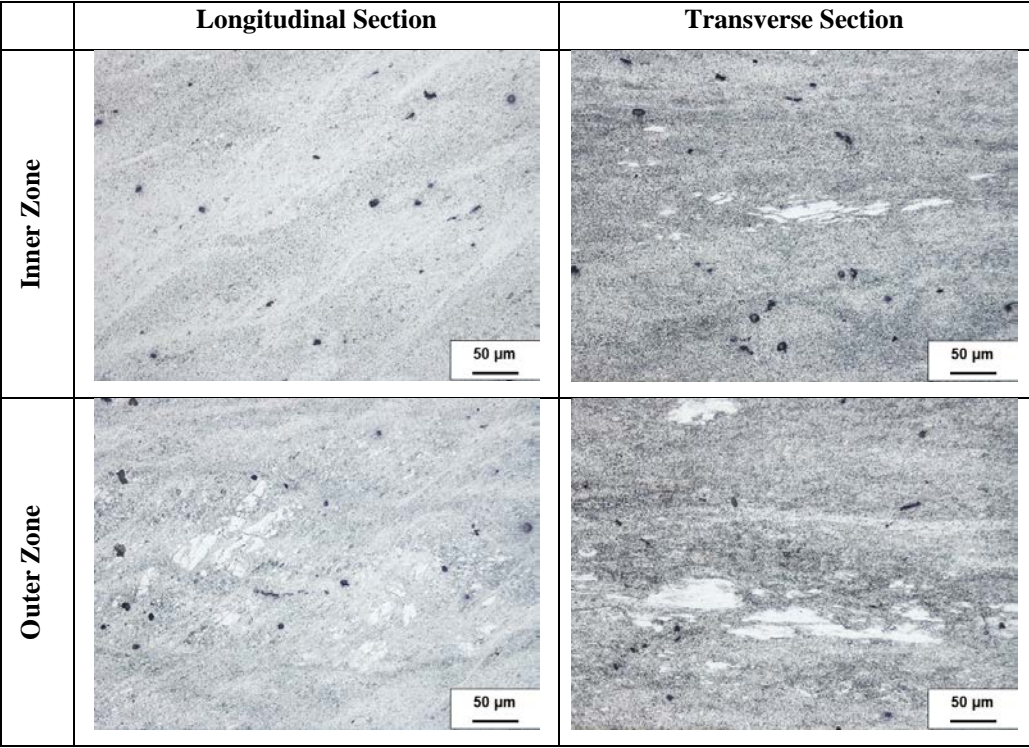 Longitudinal Section
Transverse Section
Inner Zone
50 µm
50 µm
Outer Zone
50 µm
50 µm